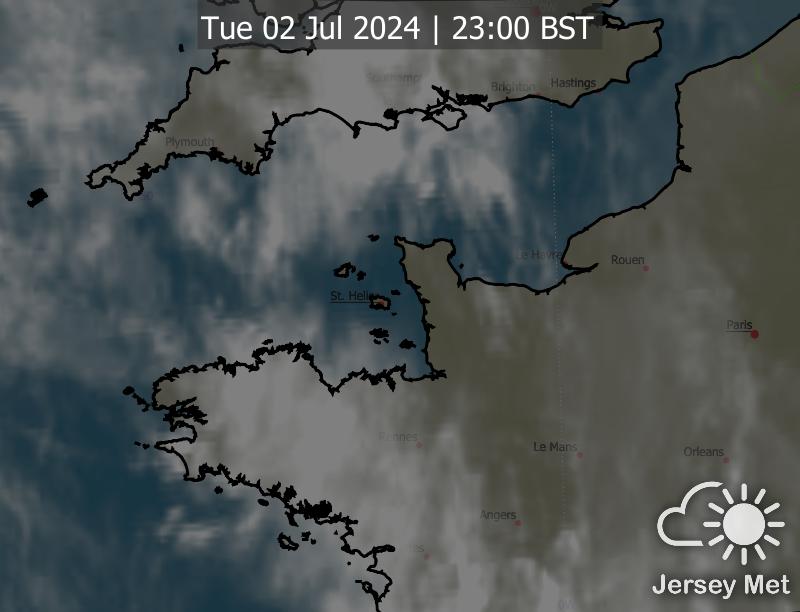 Tue 02 Jul 2024 | 23:00 BST
Brighton
Hastings
Plymouth
Le Havre
Rouen
St. Helier
Paris
Rennes
Le Mans
Orleans
Angers
Jersey Met